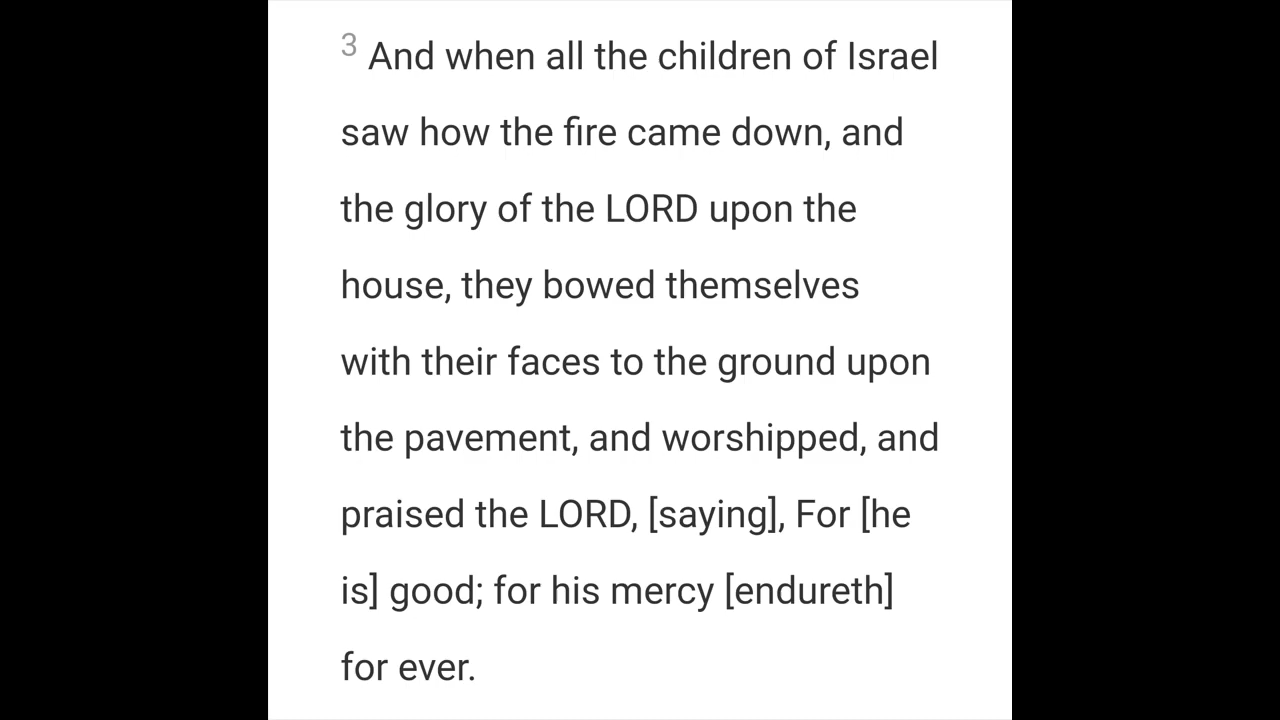 3 And when all the children of Israel
saw how the fire came down, and
the glory of the LORD upon the
house, they bowed themselves
with their faces to the ground upon
the pavement, and worshipped, and
praised the LORD, [saying], For [he
is] good; for his mercy [endureth]
for ever.